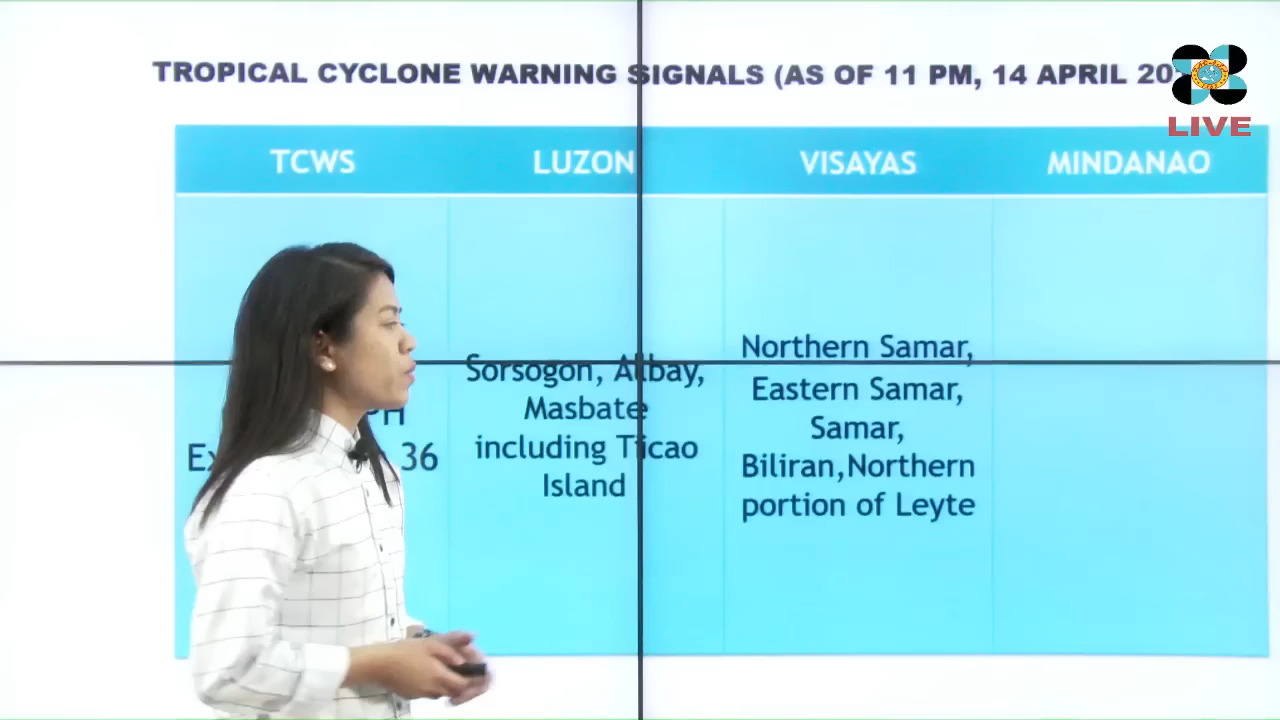 TROPICAL CYCLONE WARNING SIGNALS (AS OF 11 PM, 14 APRIL
LIVE
TCWS LUZON VISAYAS MINDANAO
36
Sorsogon, Albay,
Masbate
including Ticao
Island
Northern Samar,
Eastern Samar,
Samar,
Biliran,Northern
portion of Leyte